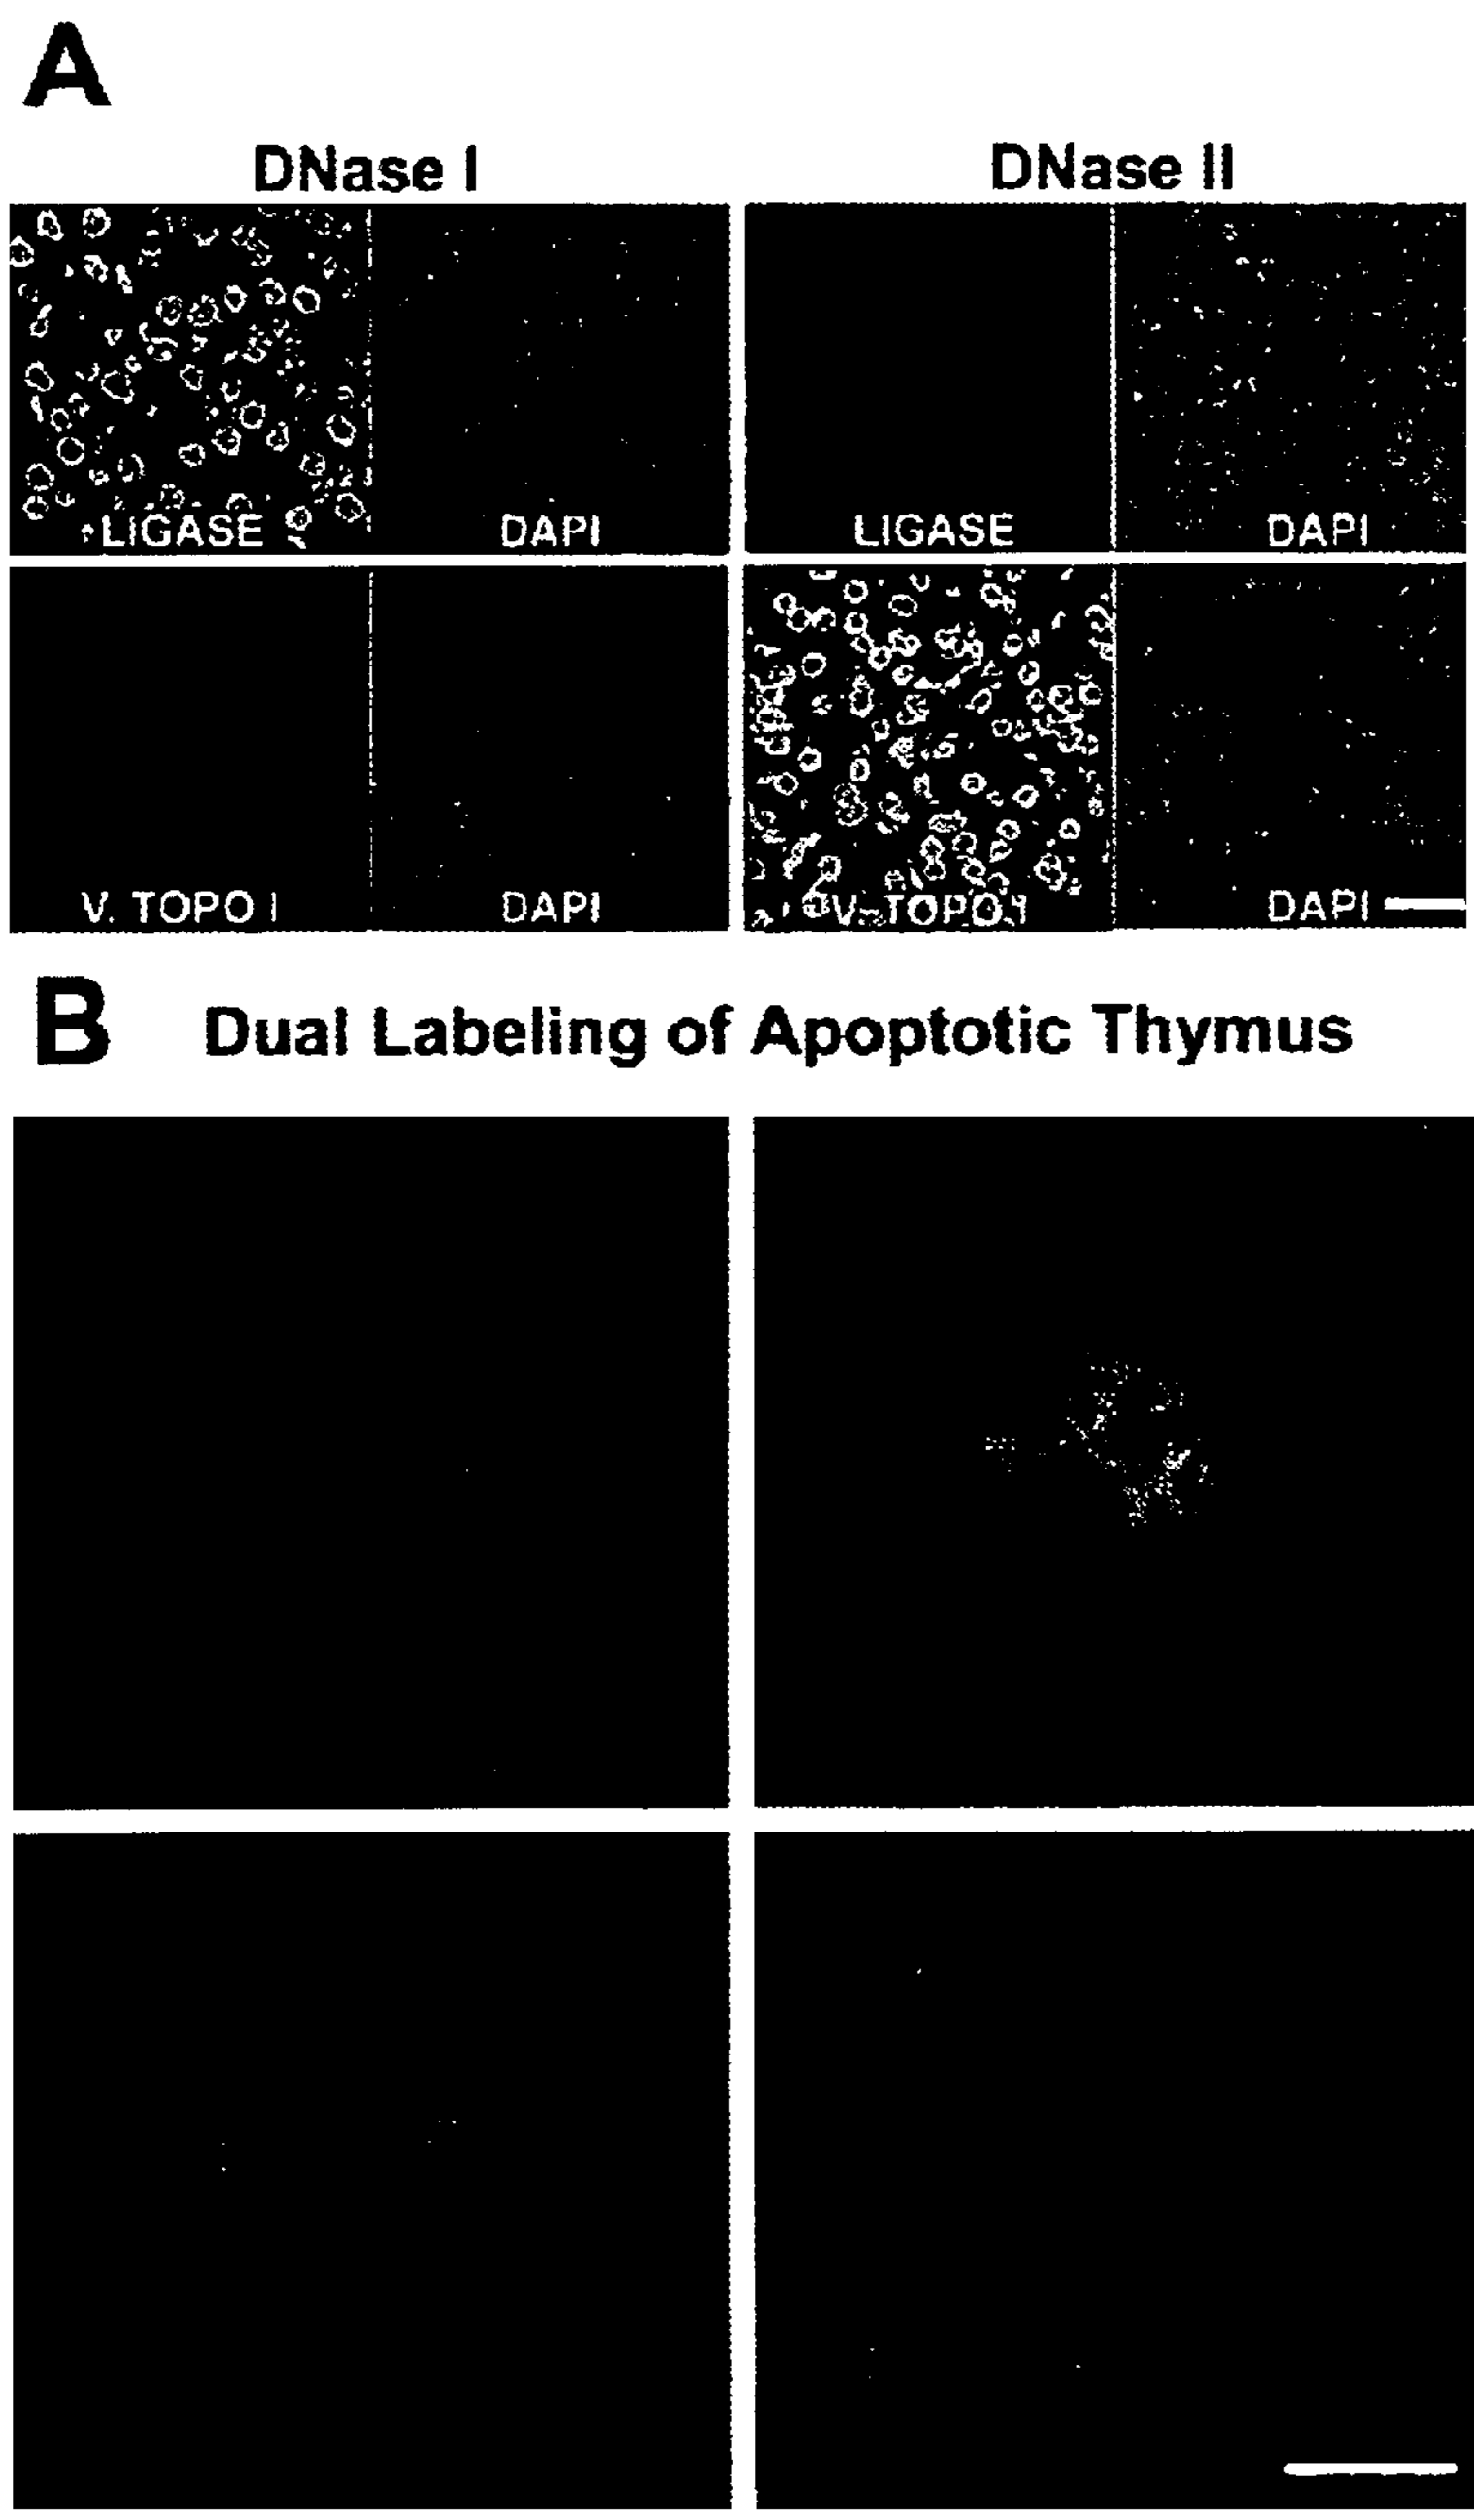 A
DNase I
DNase II
LIGASE
DAPI
LIGASE
DAPI
V. TOPO I
DAPI
V. TOPO I
DAPI
B
Dual Labeling of Apoptotic Thymus